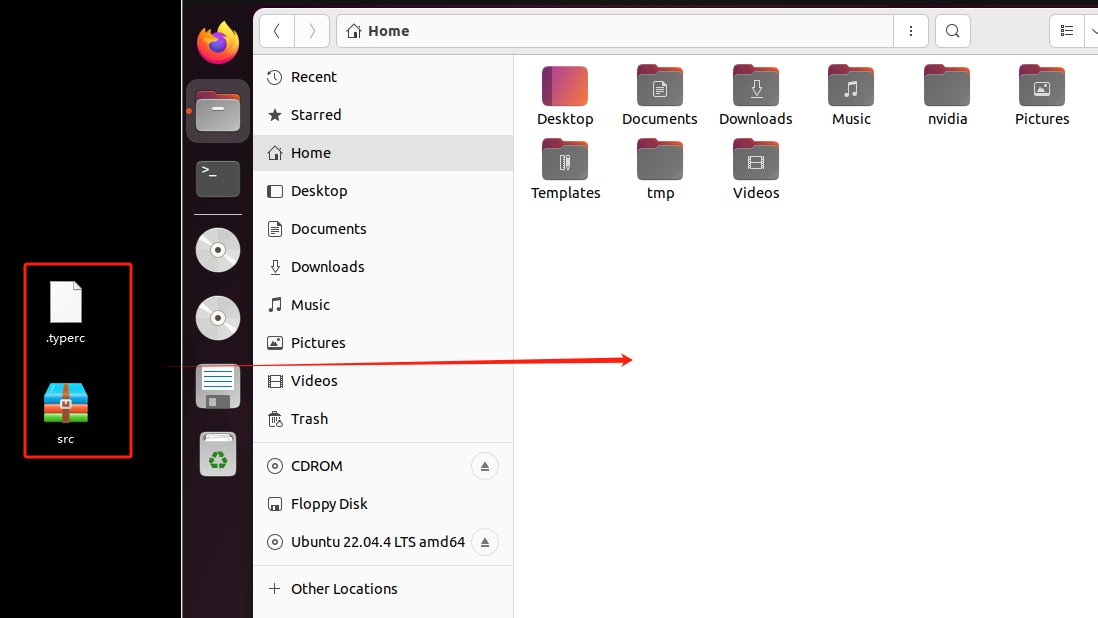 .typerc
src
>_
Home
Recent
Starred
Home
Desktop
Documents
Downloads
Music
Pictures
Videos
Trash
CDROM
Floppy Disk
Ubuntu 22.04.4 LTS amd64
Other Locations
Desktop
Documents
Downloads
Music
nvidia
Pictures
Templates
tmp
Videos